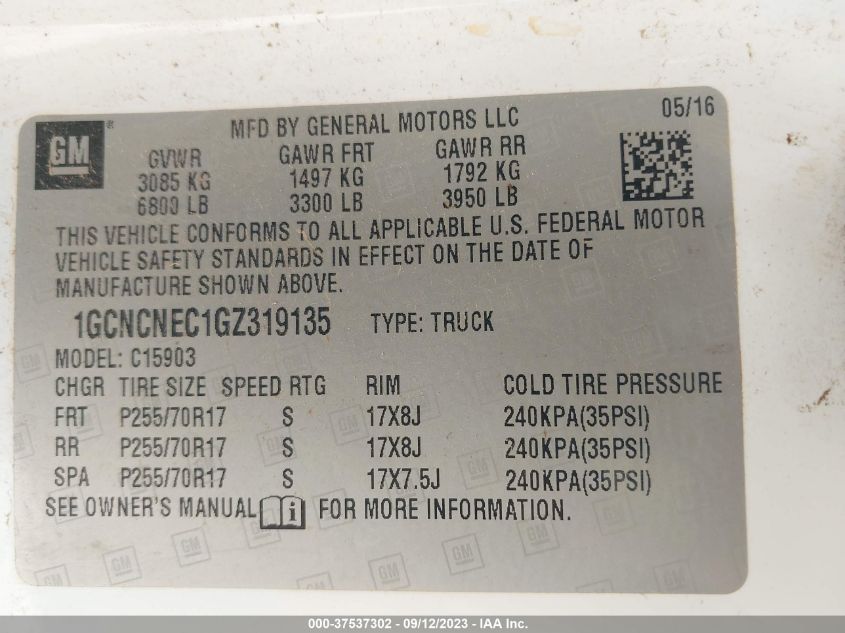 GM
®
MFD BY GENERAL MOTORS LLC
05/16
GVWR GAWR FRT GAWR RR
3085 KG 1497 KG 1792 KG
6800 LB 3300 LB 3950 LB
THIS VEHICLE CONFORMS TO ALL APPLICABLE U.S. FEDERAL MOTOR
VEHICLE SAFETY STANDARDS IN EFFECT ON THE DATE OF
MANUFACTURE SHOWN ABOVE.
1GCNCNEC1GZ319135 TYPE: TRUCK
MODEL: C15903
CHGR TIRE SIZE SPEED RTG RIM COLD TIRE PRESSURE
FRT P255/70R17 S 17X8J 240KPA(35PSI)
RR P255/70R17 S 17X8J 240KPA(35PSI)
SPA P255/70R17 S 17X7.5J 240KPA(35PSI)
SEE OWNER'S MANUAL i FOR MORE INFORMATION.
000-37537302 - 09/12/2023 - IAA Inc.